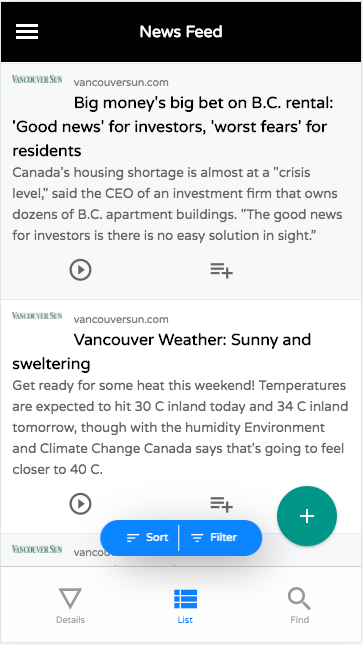 News Feed
VANCOUVER SUN
vancouversun.com
Big money's big bet on B.C. rental:
'Good news' for investors, 'worst fears' for
residents
Canada's housing shortage is almost at a "crisis
level," said the CEO of an investment firm that owns
dozens of B.C. apartment buildings. "The good news
for investors is there is no easy solution in sight."
VANCOUVER SUN
vancouversun.com
Vancouver Weather: Sunny and
sweltering
Get ready for some heat this weekend! Temperatures
are expected to hit 30 C inland today and 34 C inland
tomorrow, though with the humidity Environment
and Climate Change Canada says that's going to feel
closer to 40 C.
Sort
Filter
VANCOUVER SUN
Details
List
Find